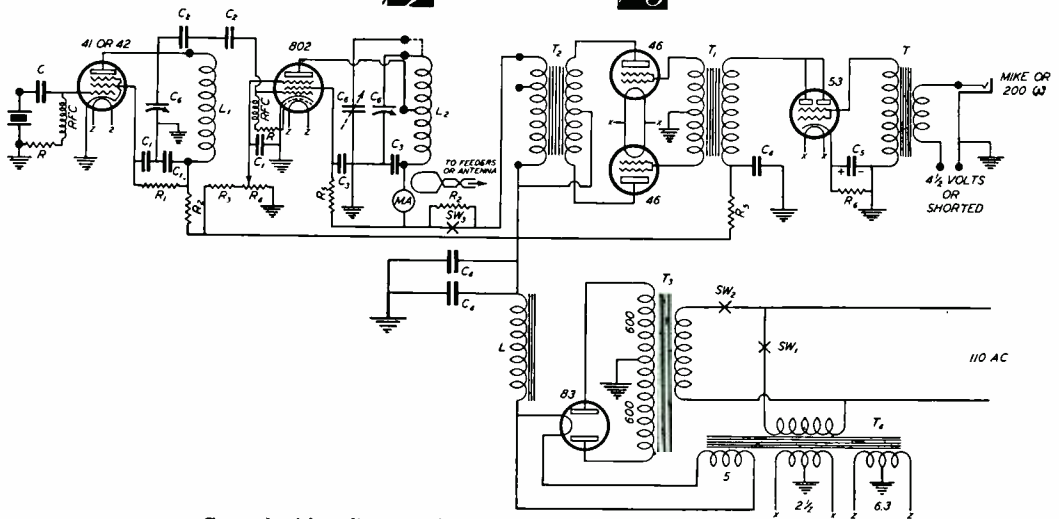 41 OR 42
C
RFC
R
C₂
C₂
C₆
L₁
C₁
C₁
R₁
R₂
R₃
R₄
802
RFC
R
C₁
C₆
C₆
L₂
C₃
C₃
R₅
MA
TO FEEDERS
OR ANTENNA
R₂
SW₃
T₂
46
46
x
x
T₁
C₄
R₅
53
x x
C₅
+ −
R₆
T
MIKE OR
200 ω
4½ VOLTS
OR
SHORTED
z z
z z
C₄
C₄
L
83
T₃
600
600
SW₂
SW₁
110 AC
T₄
5
x 2½ x
z 6.3 z